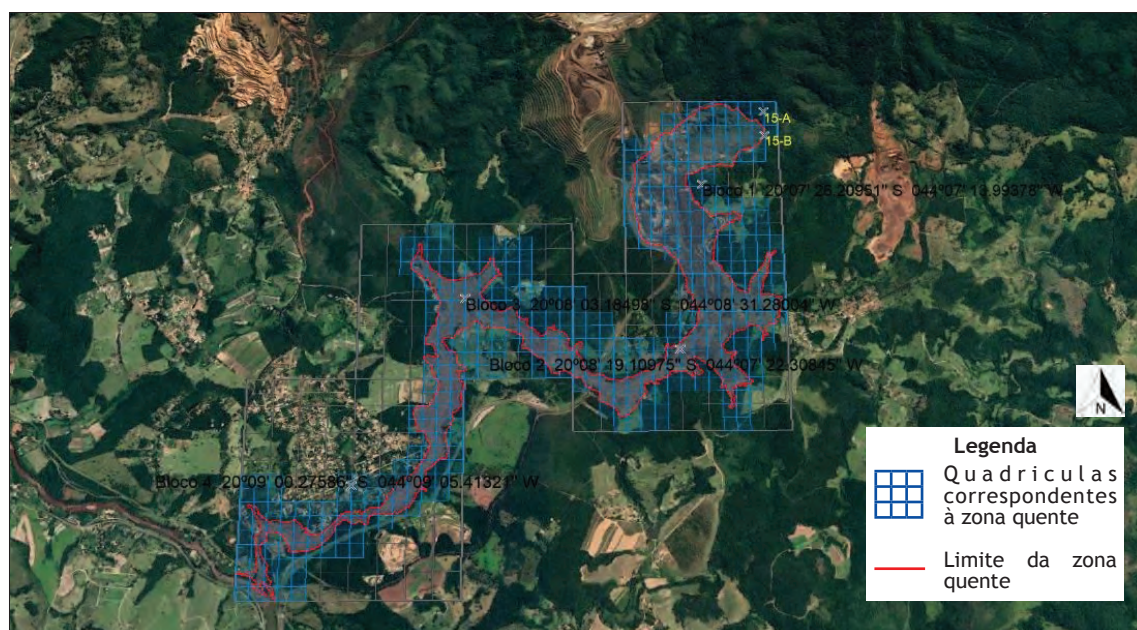 15-A
15-B
Bloco 1, 20º07' 26.20951" S 044º07' 13.99378" W
Bloco 3, 20º08' 03.18498" S 044º08' 31.28004" W
Bloco 2, 20º08' 19.10975" S 044º07' 22.30845" W
Bloco 4, 20º09' 00.27586" S 044º09' 05.41321" W
N
Legenda
Quadriculas
correspondentes
à zona quente
Limite da zona
quente